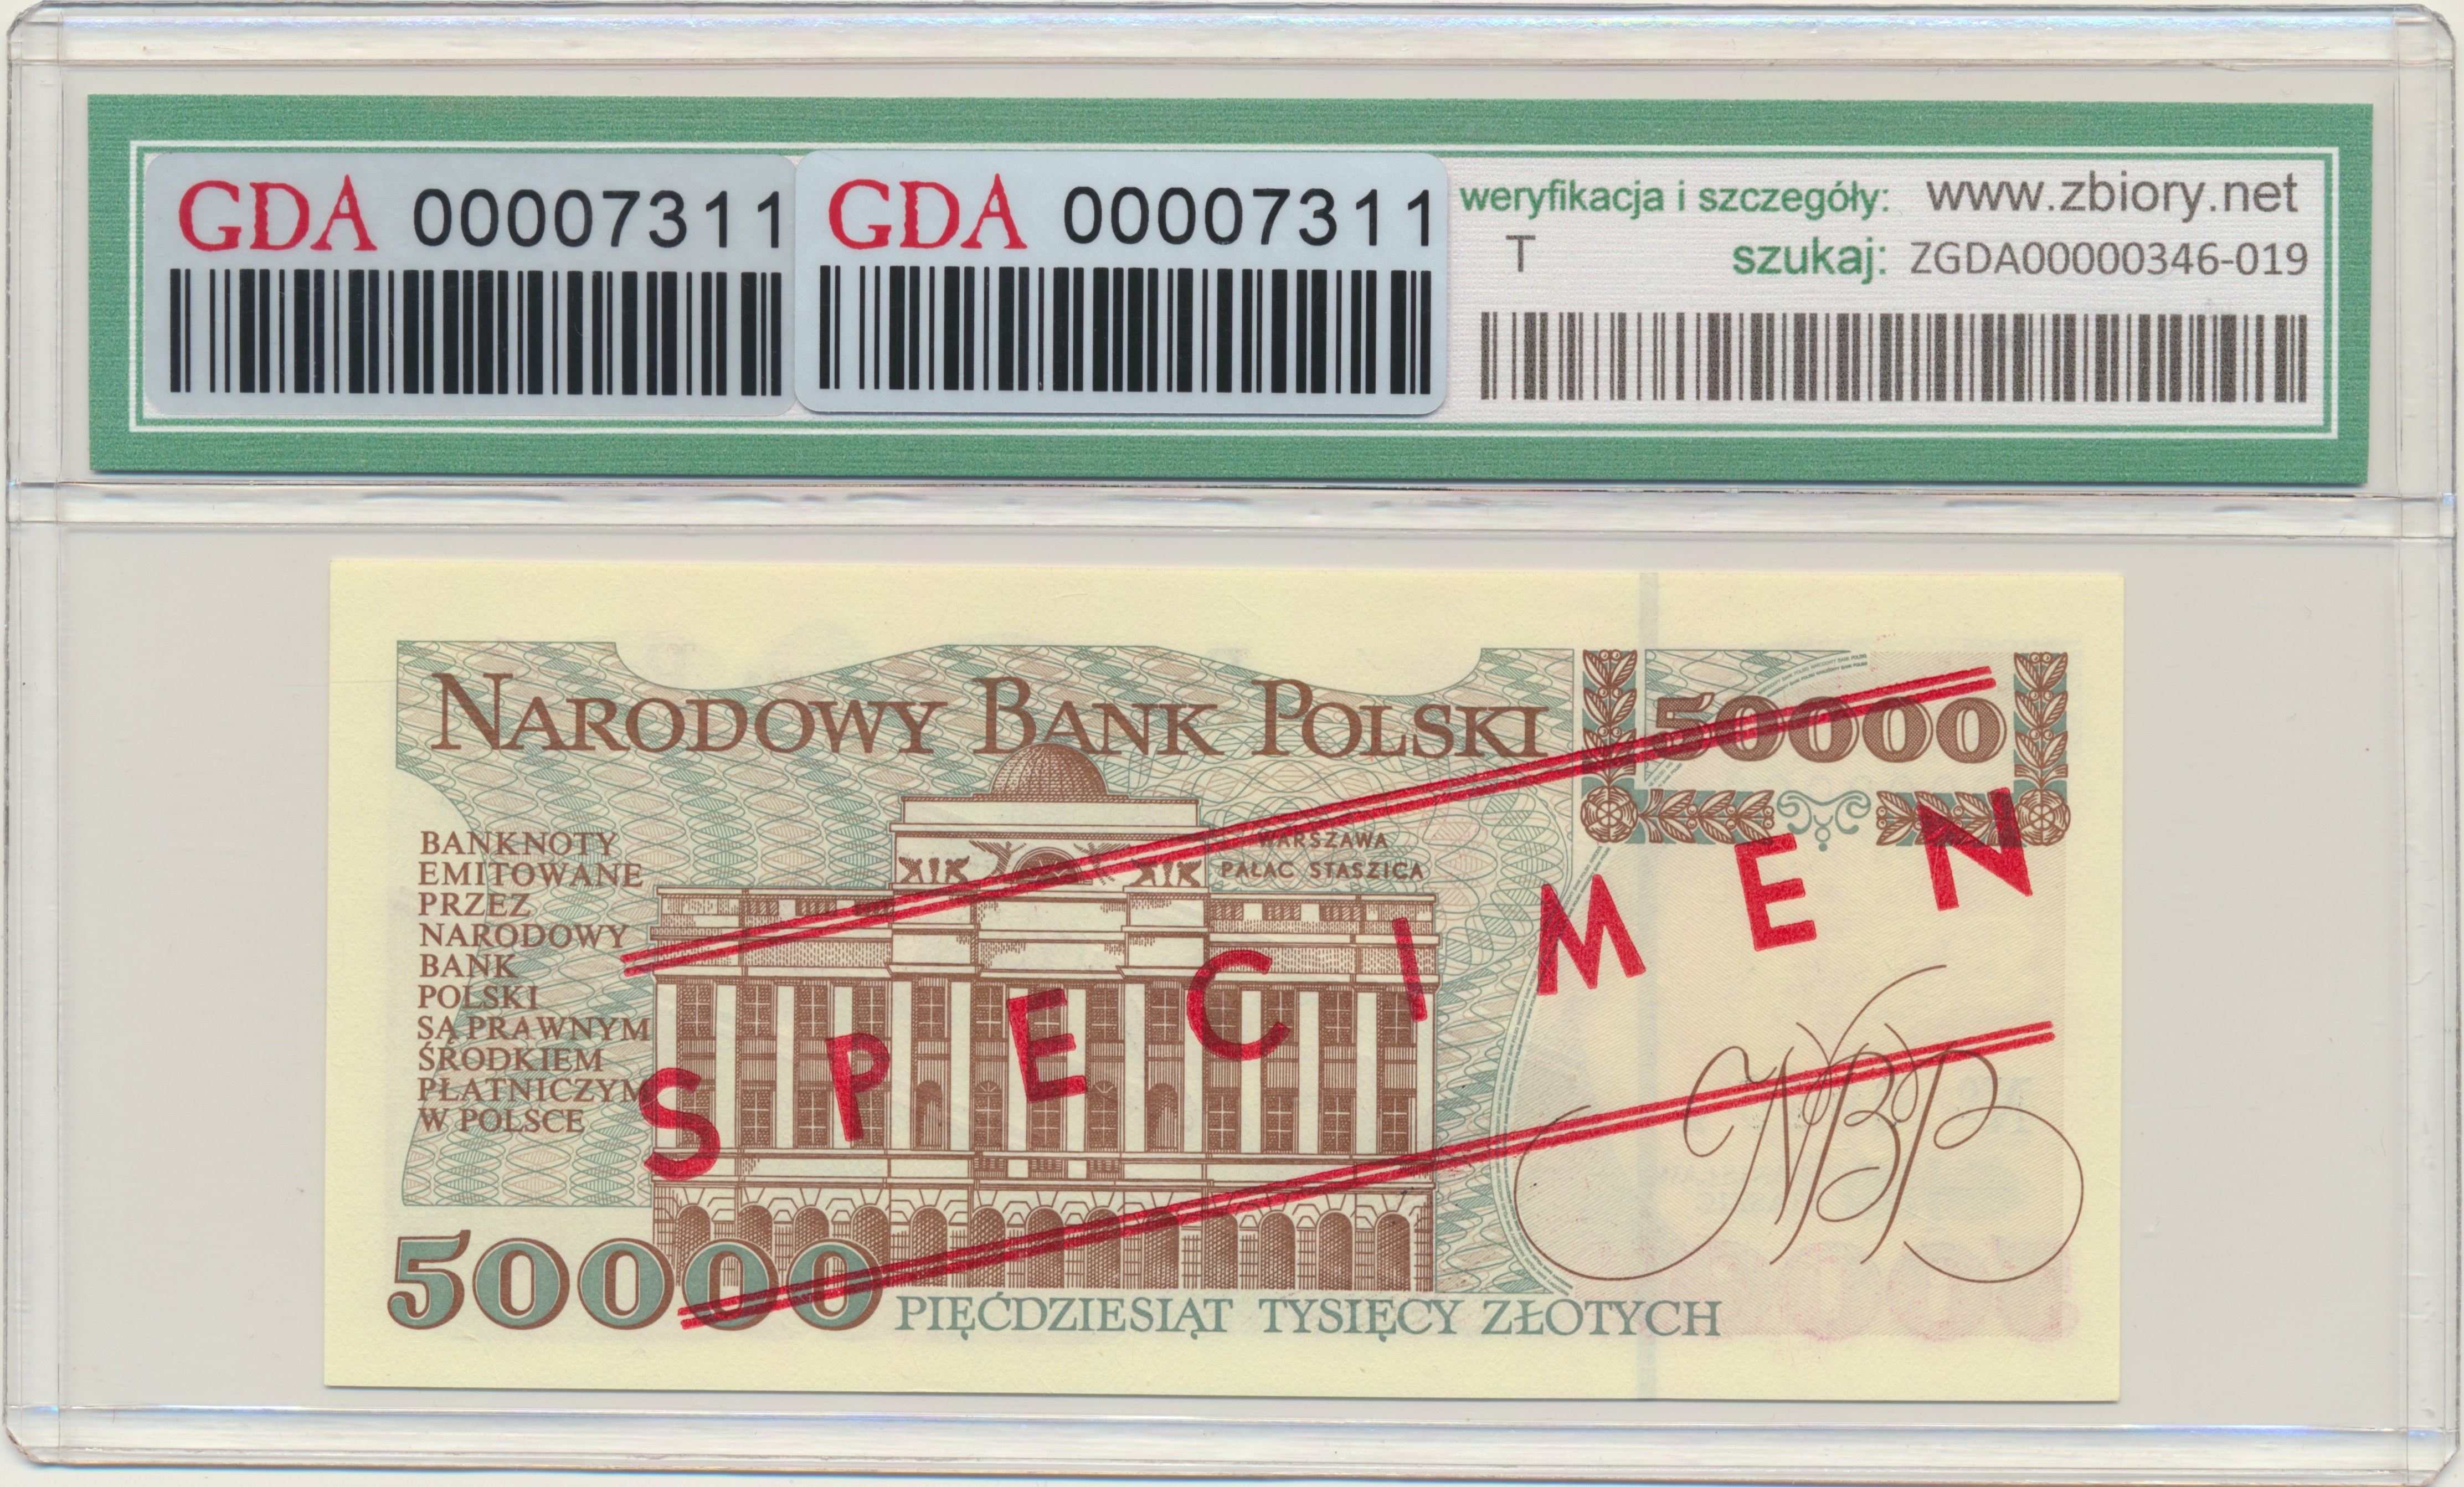 GDA 00007311
GDA 00007311
weryfikacja i szczegóły: www.zbiory.net
T szukaj: ZGDA00000346-019
NARODOWY BANK POLSKI
50000
WARSZAWA
PAŁAC STASZICA
BANKNOTY
EMITOWANE
PRZEZ
NARODOWY
BANK
POLSKI
SĄ PRAWNYM
ŚRODKIEM
PŁATNICZYM
W POLSCE
SPECIMEN
NBP
50000
PIĘĆDZIESIĄT TYSIĘCY ZŁOTYCH